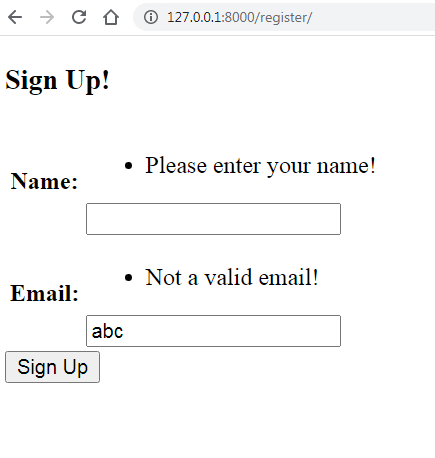 127.0.0.1:8000/register/
Sign Up!
Please enter your name!
Name:
Not a valid email!
Email:
abc
Sign Up